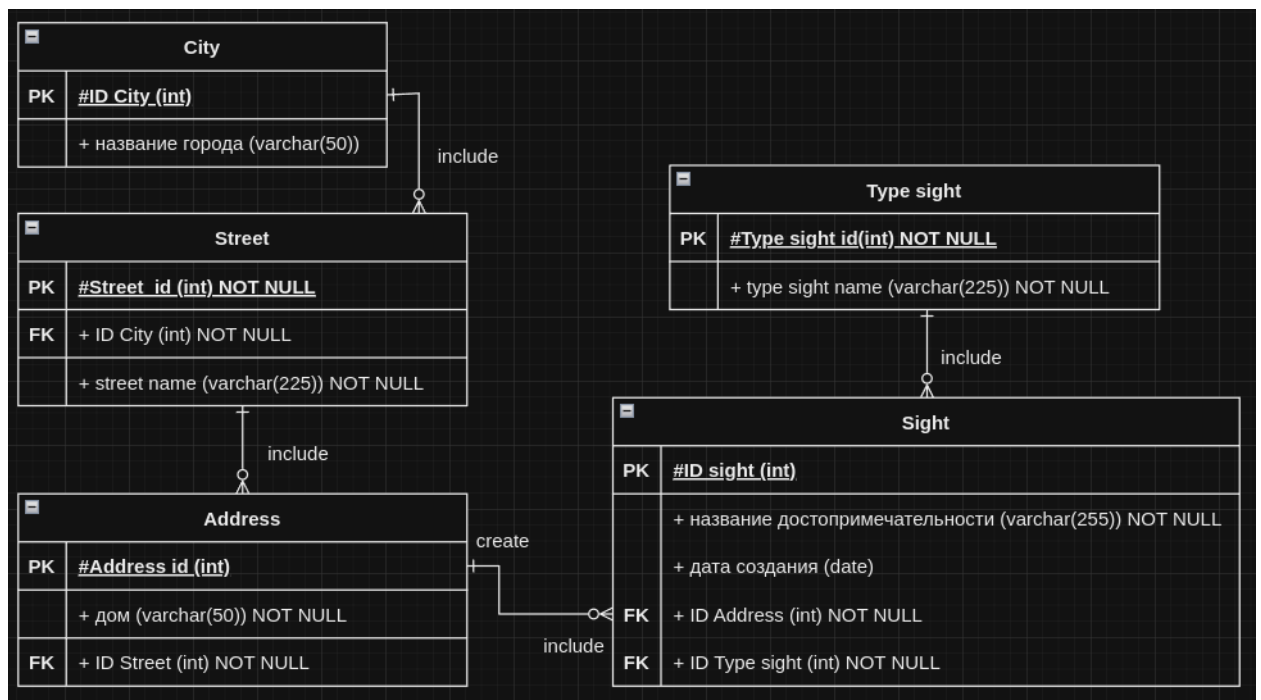 City
PK #ID City (int)
+ название города (varchar(50))
include
Street
PK #Street_id (int) NOT NULL
FK + ID City (int) NOT NULL
+ street name (varchar(225)) NOT NULL
include
Address
PK #Address id (int)
+ дом (varchar(50)) NOT NULL
FK + ID Street (int) NOT NULL
create
include
Type sight
PK #Type sight id(int) NOT NULL
+ type sight name (varchar(225)) NOT NULL
include
Sight
PK #ID sight (int)
+ название достопримечательности (varchar(255)) NOT NULL
+ дата создания (date)
FK + ID Address (int) NOT NULL
FK + ID Type sight (int) NOT NULL